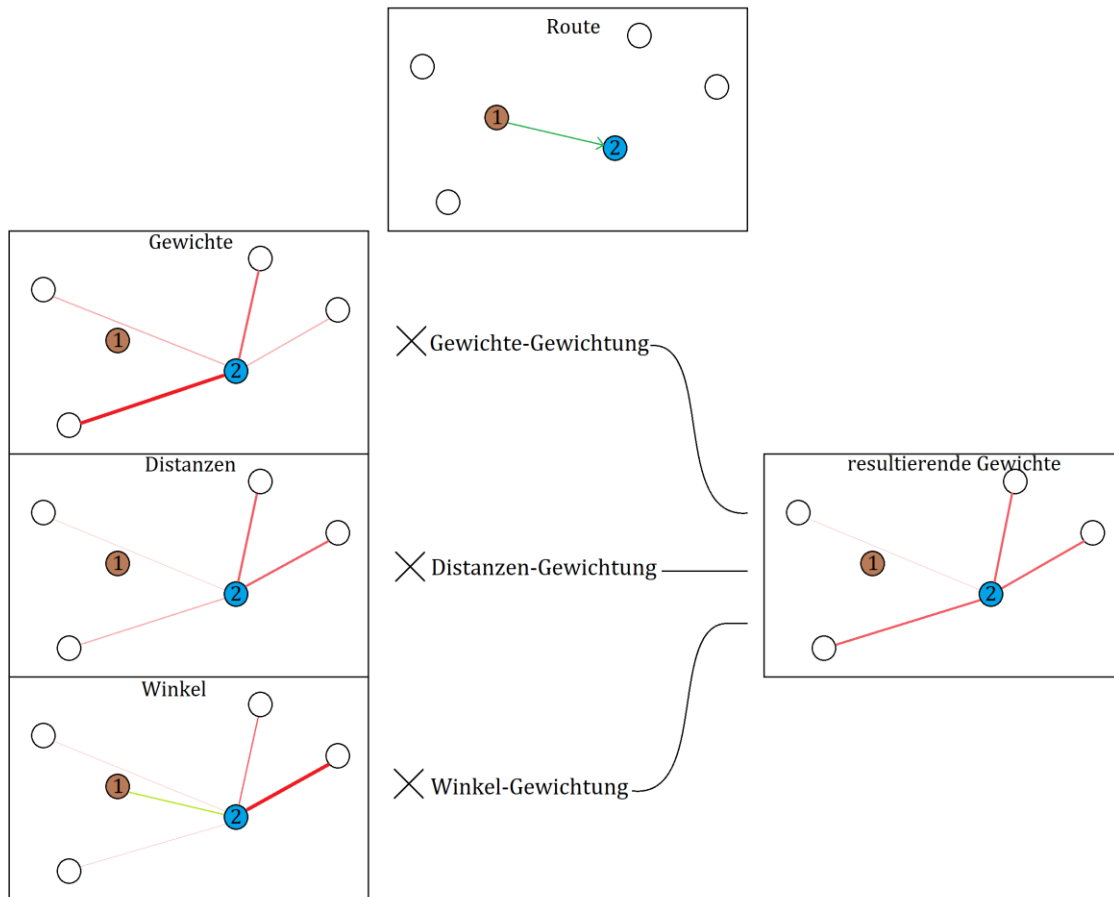 Route
1
2
Gewichte
1
2
Gewichte-Gewichtung
Distanzen
1
2
Distanzen-Gewichtung
resultierende Gewichte
1
2
Winkel
1
2
Winkel-Gewichtung